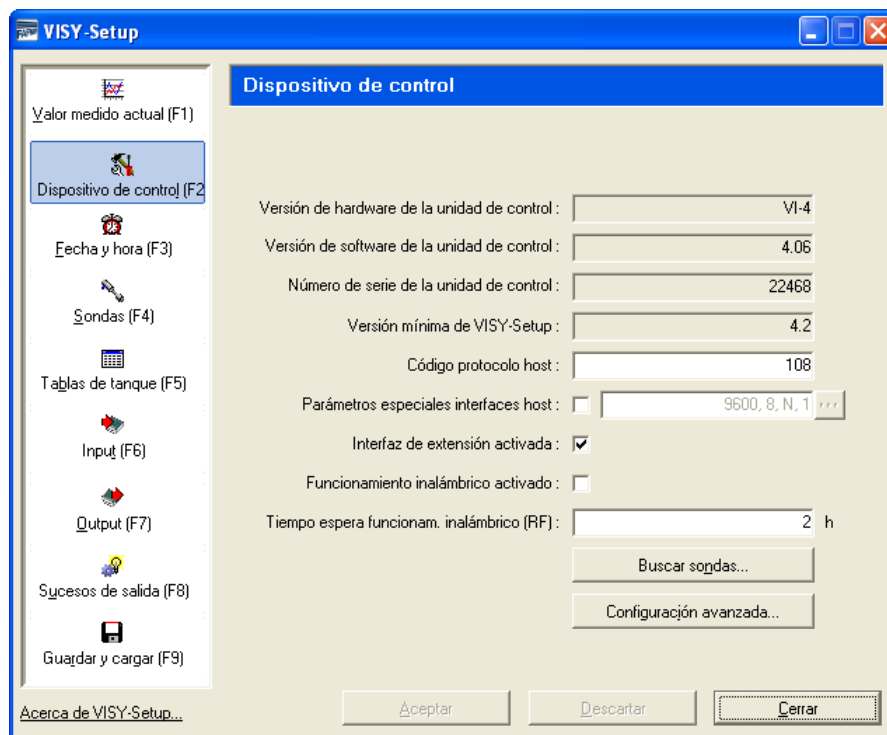 VISY-Setup
Valor medido actual (F1)
Dispositivo de control (F2
Fecha y hora (F3)
Sondas (F4)
Tablas de tanque (F5)
Input (F6)
Output (F7)
Sucesos de salida (F8)
Guardar y cargar (F9)
Acerca de VISY-Setup...
Dispositivo de control
Versión de hardware de la unidad de control : VI-4
Versión de software de la unidad de control : 4.06
Número de serie de la unidad de control : 22468
Versión mínima de VISY-Setup : 4.2
Código protocolo host : 108
Parámetros especiales interfaces host : 9600, 8, N, 1 ...
Interfaz de extensión activada :
Funcionamiento inalámbrico activado :
Tiempo espera funcionam. inalámbrico (RF) : 2 h
Buscar sondas...
Configuración avanzada...
Aceptar Descartar Cerrar